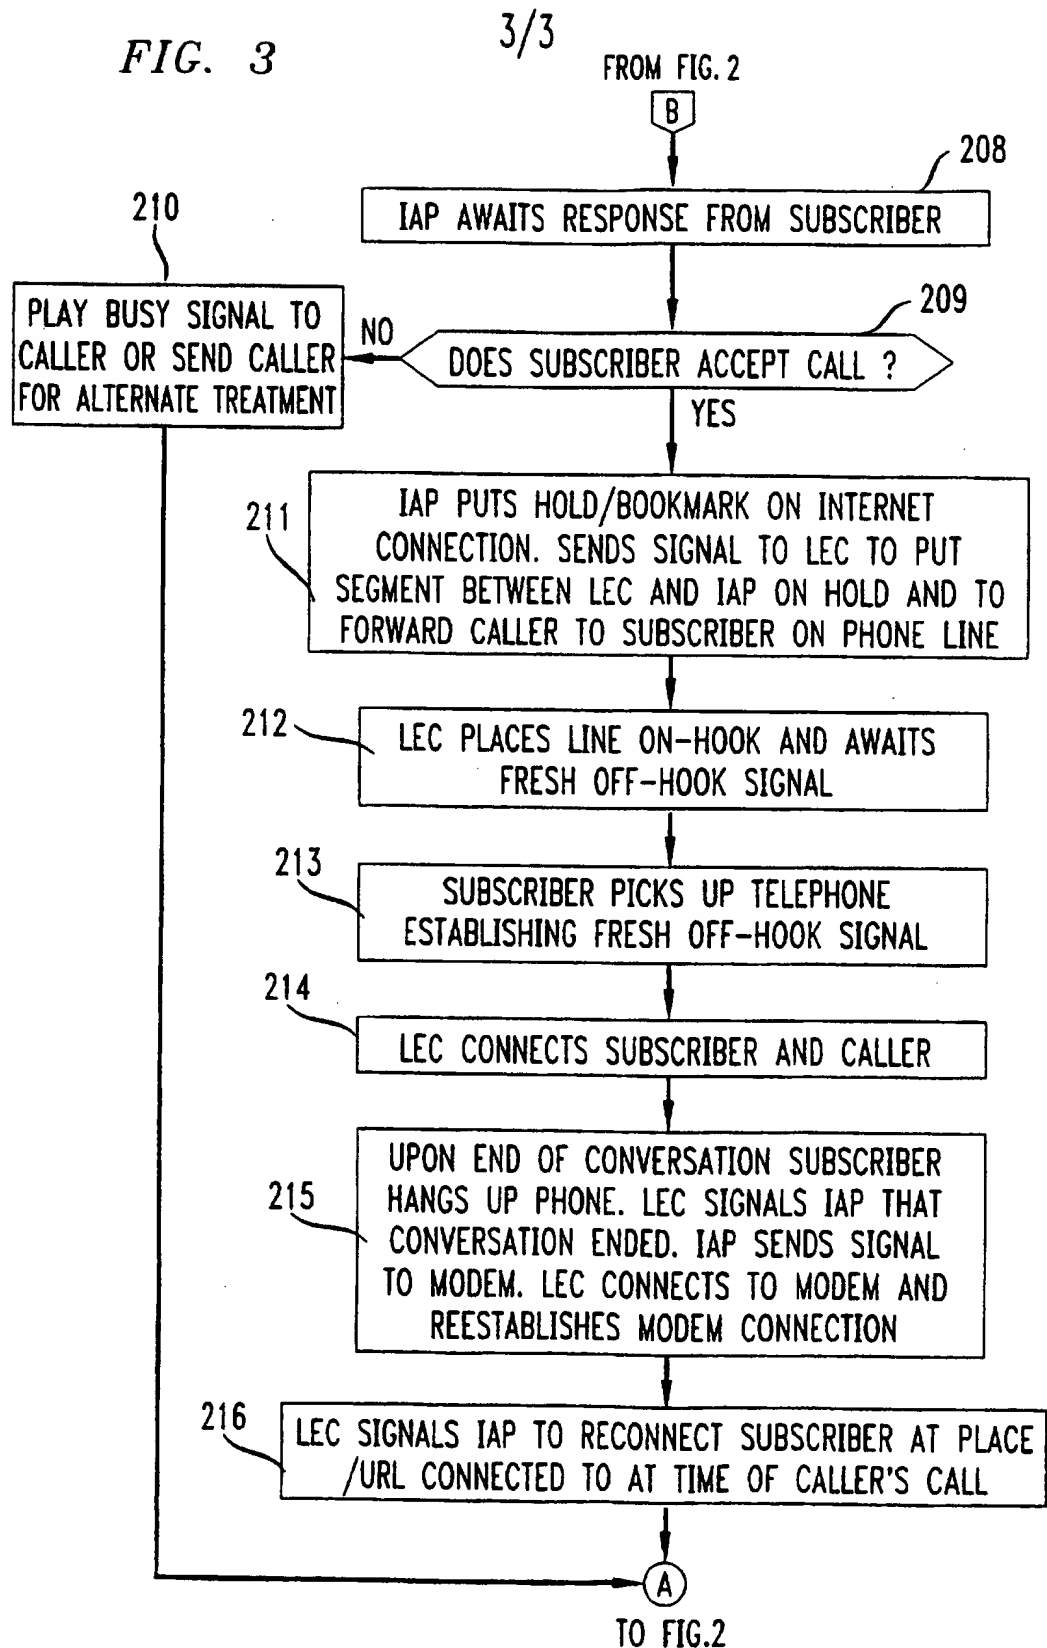 3/3
FIG. 3
FROM FIG. 2
B
208
IAP AWAITS RESPONSE FROM SUBSCRIBER
210
PLAY BUSY SIGNAL TO
CALLER OR SEND CALLER
FOR ALTERNATE TREATMENT
NO
209
DOES SUBSCRIBER ACCEPT CALL ?
YES
211
IAP PUTS HOLD/BOOKMARK ON INTERNET
CONNECTION. SENDS SIGNAL TO LEC TO PUT
SEGMENT BETWEEN LEC AND IAP ON HOLD AND TO
FORWARD CALLER TO SUBSCRIBER ON PHONE LINE
212
LEC PLACES LINE ON-HOOK AND AWAITS
FRESH OFF-HOOK SIGNAL
213
SUBSCRIBER PICKS UP TELEPHONE
ESTABLISHING FRESH OFF-HOOK SIGNAL
214
LEC CONNECTS SUBSCRIBER AND CALLER
215
UPON END OF CONVERSATION SUBSCRIBER
HANGS UP PHONE. LEC SIGNALS IAP THAT
CONVERSATION ENDED. IAP SENDS SIGNAL
TO MODEM. LEC CONNECTS TO MODEM AND
REESTABLISHES MODEM CONNECTION
216
LEC SIGNALS IAP TO RECONNECT SUBSCRIBER AT PLACE
/URL CONNECTED TO AT TIME OF CALLER'S CALL
A
TO FIG.2